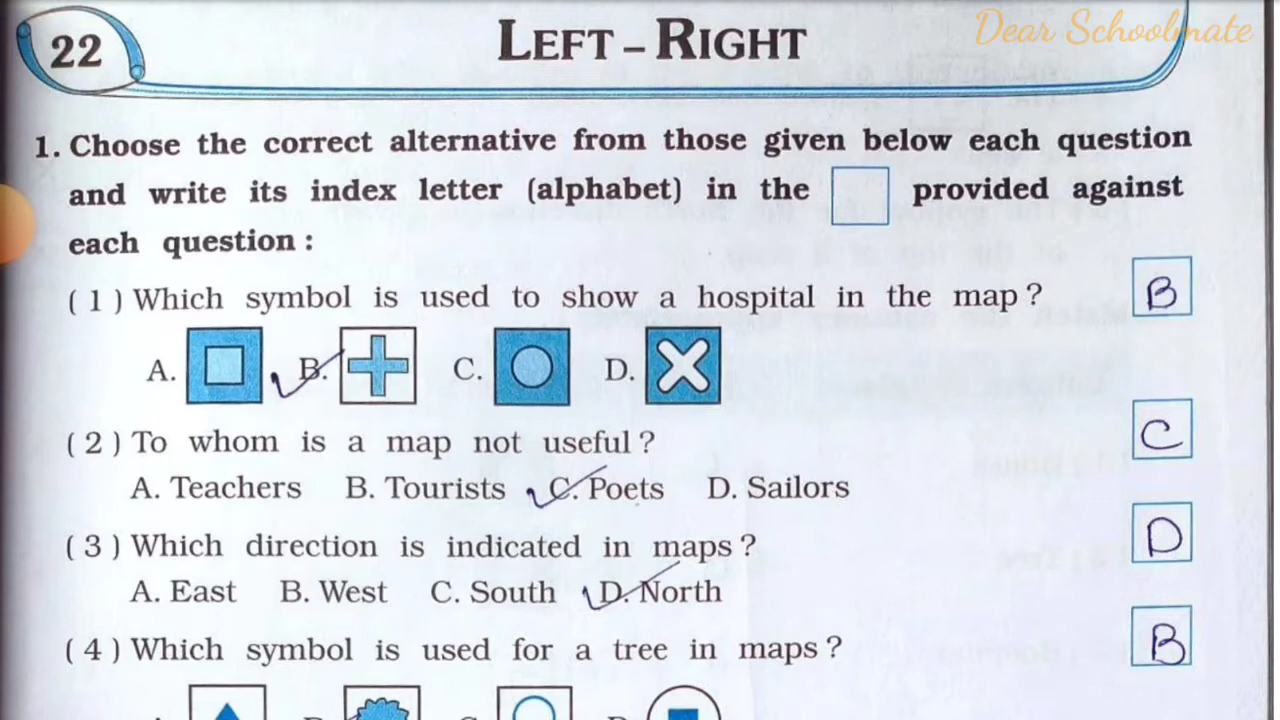 22
LEFT – RIGHT
Dear Schoolmate
1. Choose the correct alternative from those given below each question
and write its index letter (alphabet) in the provided against
each question :
( 1 ) Which symbol is used to show a hospital in the map ? B
A. B. C. D.
( 2 ) To whom is a map not useful ? C
A. Teachers B. Tourists C. Poets D. Sailors
( 3 ) Which direction is indicated in maps ? D
A. East B. West C. South D. North
( 4 ) Which symbol is used for a tree in maps ? B